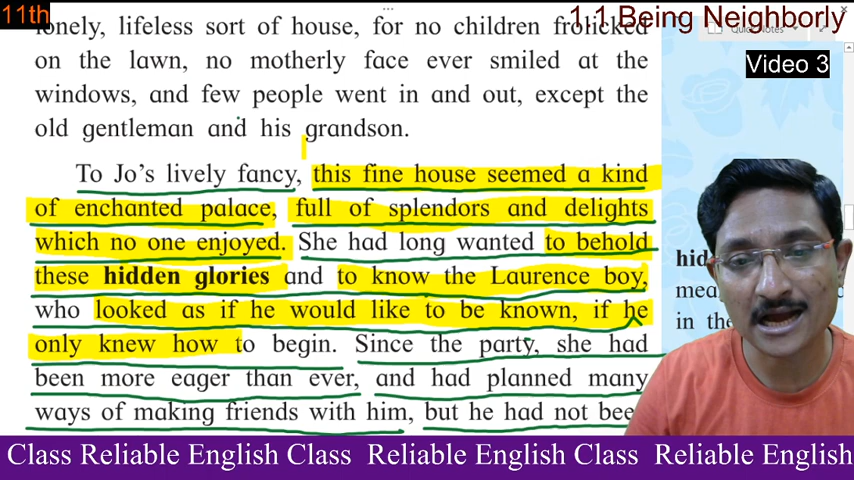 11th
1.1 Being Neighborly
Video 3
lonely, lifeless sort of house, for no children frolicked
on the lawn, no motherly face ever smiled at the
windows, and few people went in and out, except the
old gentleman and his grandson.
To Jo's lively fancy, this fine house seemed a kind
of enchanted palace, full of splendors and delights
which no one enjoyed. She had long wanted to behold
these hidden glories and to know the Laurence boy,
who looked as if he would like to be known, if he
only knew how to begin. Since the party, she had
been more eager than ever, and had planned many
ways of making friends with him, but he had not bee
hid
mea
in the
Class Reliable English Class Reliable English Class Reliable English